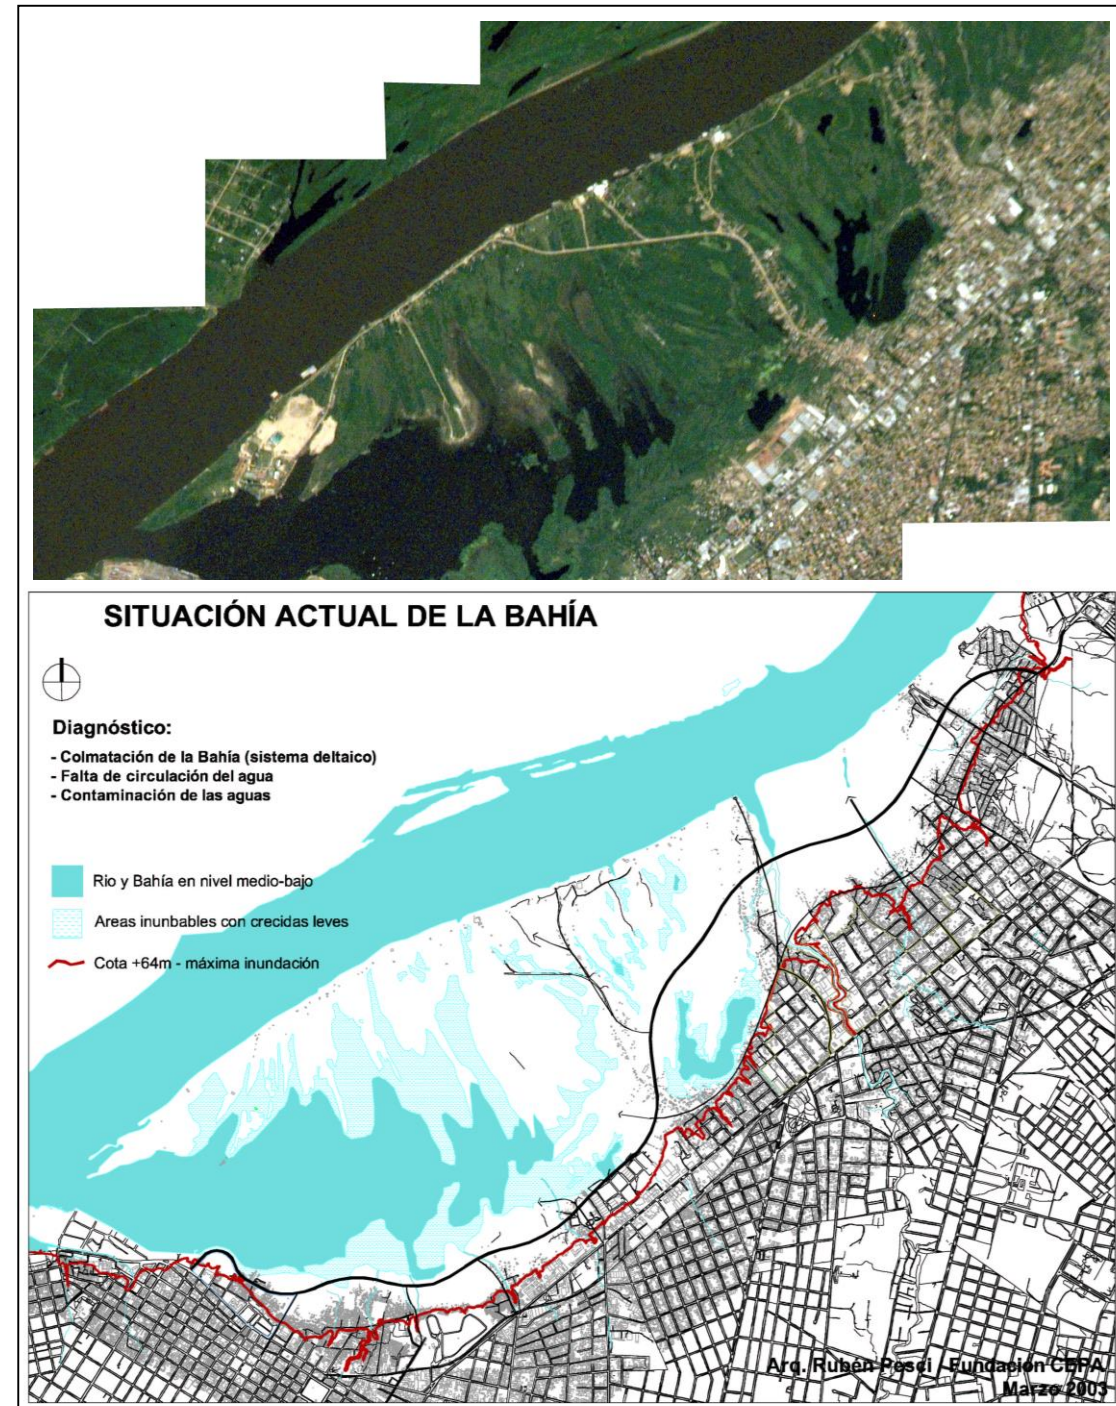 SITUACIÓN ACTUAL DE LA BAHÍA
Diagnóstico:
- Colmatación de la Bahía (sistema deltaico)
- Falta de circulación del agua
- Contaminación de las aguas
Rio y Bahía en nivel medio-bajo
Areas inunbables con crecidas leves
Cota +64m - máxima inundación
Arq. Rubén Pesci - Fundación CEPA
Marzo 2003